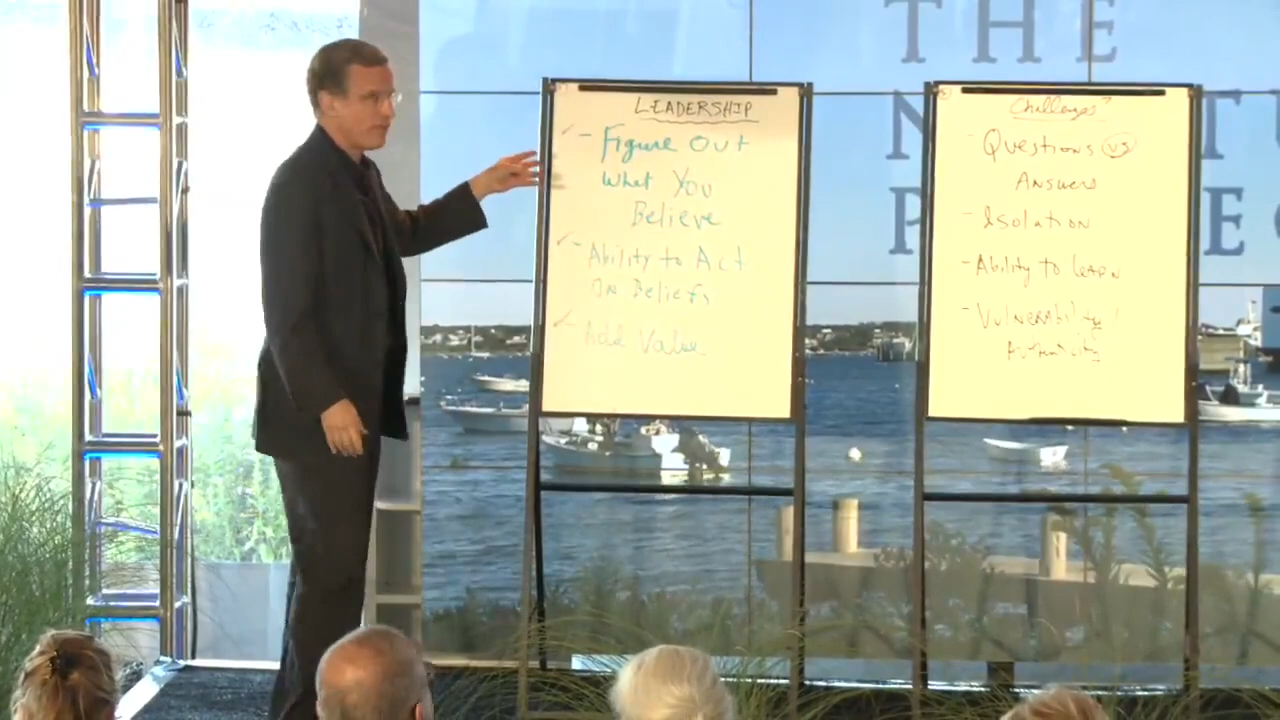 THE
LEADERSHIP
- Figure Out
What You
Believe
- Ability to Act
On Beliefs
- Add Value
Challenges
- Questions vs
Answers
- Isolation
- Ability to learn
- Vulnerability /
Authenticity